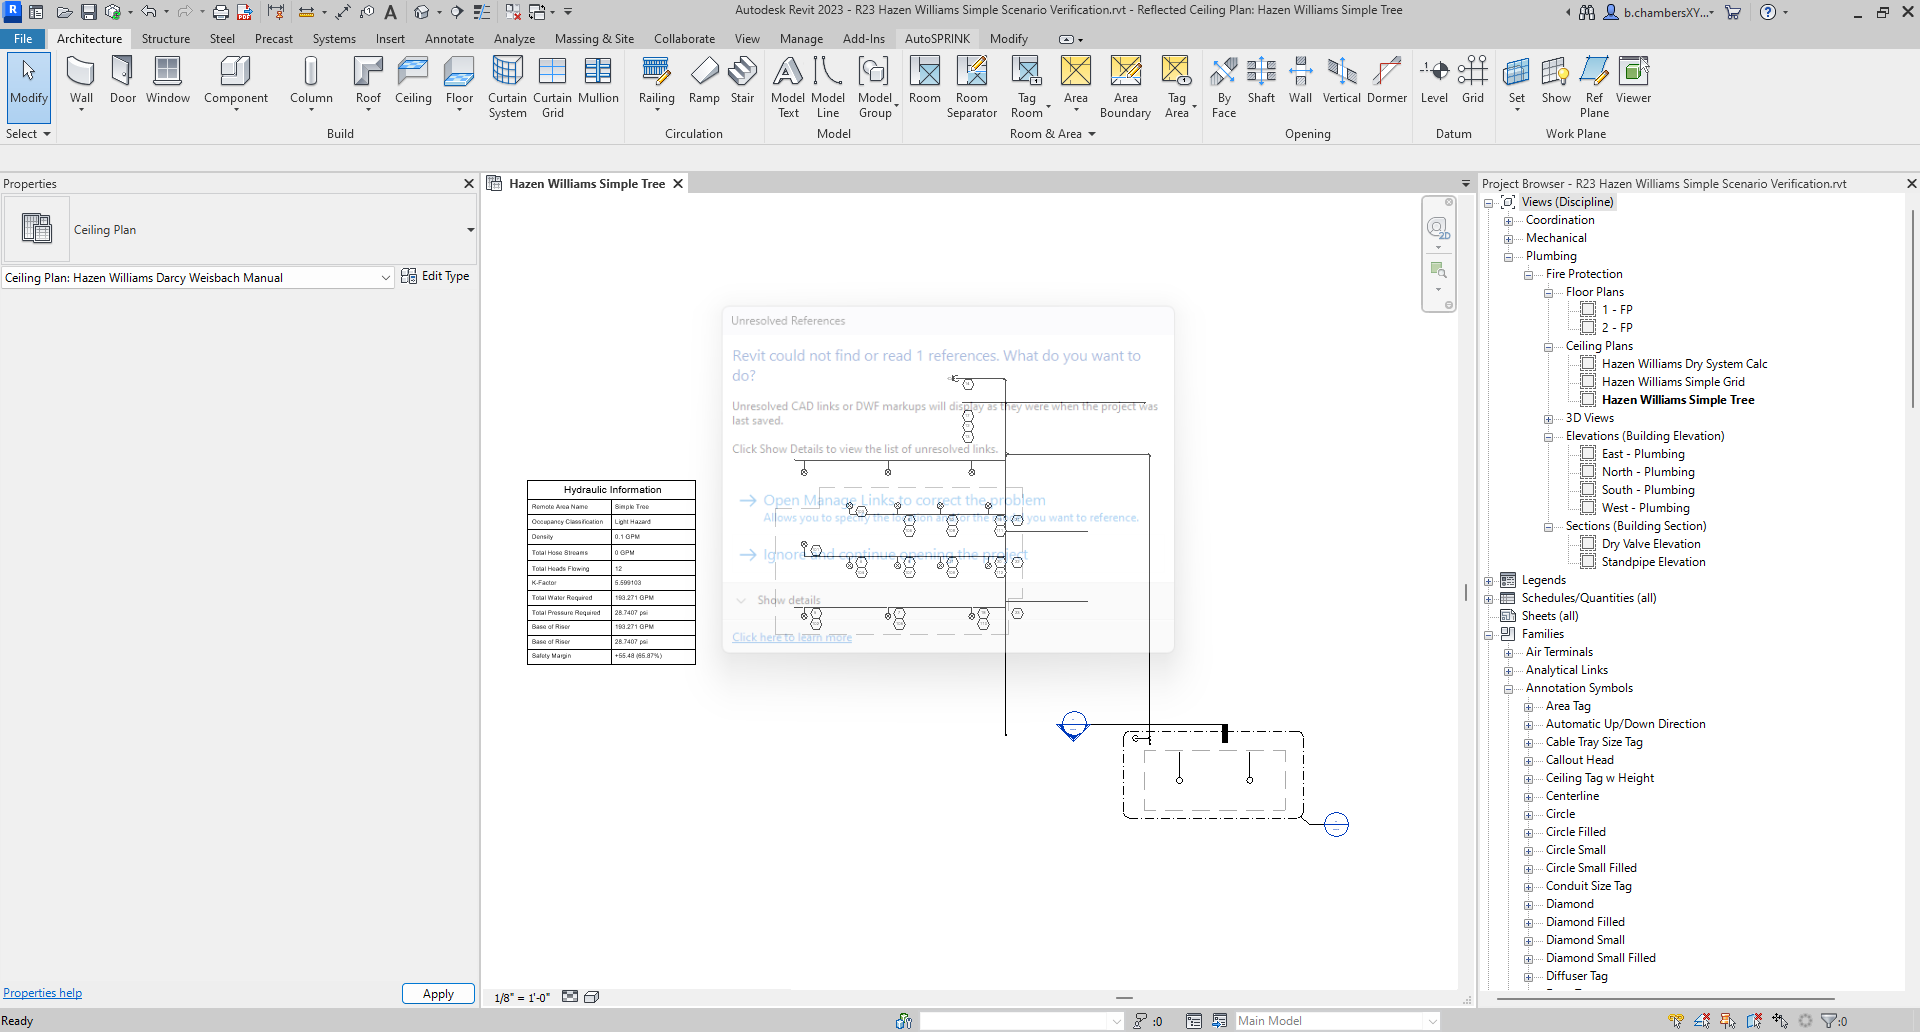 Autodesk Revit 2023 - R23 Hazen Williams Simple Scenario Verification.rvt - Reflected Ceiling Plan: Hazen Williams Simple Tree
b.chambersXY...
File Architecture Structure Steel Precast Systems Insert Annotate Analyze Massing & Site Collaborate View Manage Add-Ins AutoSPRINK Modify
Modify Wall Door Window Component Column Roof Ceiling Floor Curtain System Curtain Grid Mullion Railing Ramp Stair Model Text Model Line Model Group Room Room Separator Tag Room Area Area Boundary Tag Area By Face Shaft Wall Vertical Dormer Level Grid Set Show Ref Plane Viewer
Select Build Circulation Model Room & Area Opening Datum Work Plane
Properties
Ceiling Plan
Ceiling Plan: Hazen Williams Darcy Weisbach Manual
Edit Type
Properties help
Apply
Hazen Williams Simple Tree
2D
Unresolved References
Revit could not find or read 1 references. What do you want to
do?
Unresolved CAD links or DWF markups will display as they were when the project was
last saved.
Click Show Details to view the list of unresolved links.
Open Manage Links to correct the problem
Allows you to specify the location and/or the you want to reference.
Ignore and continue opening the project
Show details
Click here to learn more
Hydraulic Information
Remote Area Name Simple Tree
Occupancy Classification Light Hazard
Density 0.1 GPM
Total Hose Streams 0 GPM
Total Heads Flowing 12
K-Factor 5.599103
Total Water Required 193.271 GPM
Total Pressure Required 28.7407 psi
Base of Riser 193.271 GPM
Base of Riser 28.7407 psi
Safety Margin +55.48 (65.87%)
1/8" = 1'-0"
Project Browser - R23 Hazen Williams Simple Scenario Verification.rvt
Views (Discipline)
Coordination
Mechanical
Plumbing
Fire Protection
Floor Plans
1 - FP
2 - FP
Ceiling Plans
Hazen Williams Dry System Calc
Hazen Williams Simple Grid
Hazen Williams Simple Tree
3D Views
Elevations (Building Elevation)
East - Plumbing
North - Plumbing
South - Plumbing
West - Plumbing
Sections (Building Section)
Dry Valve Elevation
Standpipe Elevation
Legends
Schedules/Quantities (all)
Sheets (all)
Families
Air Terminals
Analytical Links
Annotation Symbols
Area Tag
Automatic Up/Down Direction
Cable Tray Size Tag
Callout Head
Ceiling Tag w Height
Centerline
Circle
Circle Filled
Circle Small
Circle Small Filled
Conduit Size Tag
Diamond
Diamond Filled
Diamond Small
Diamond Small Filled
Diffuser Tag
Ready
:0
Main Model
:0